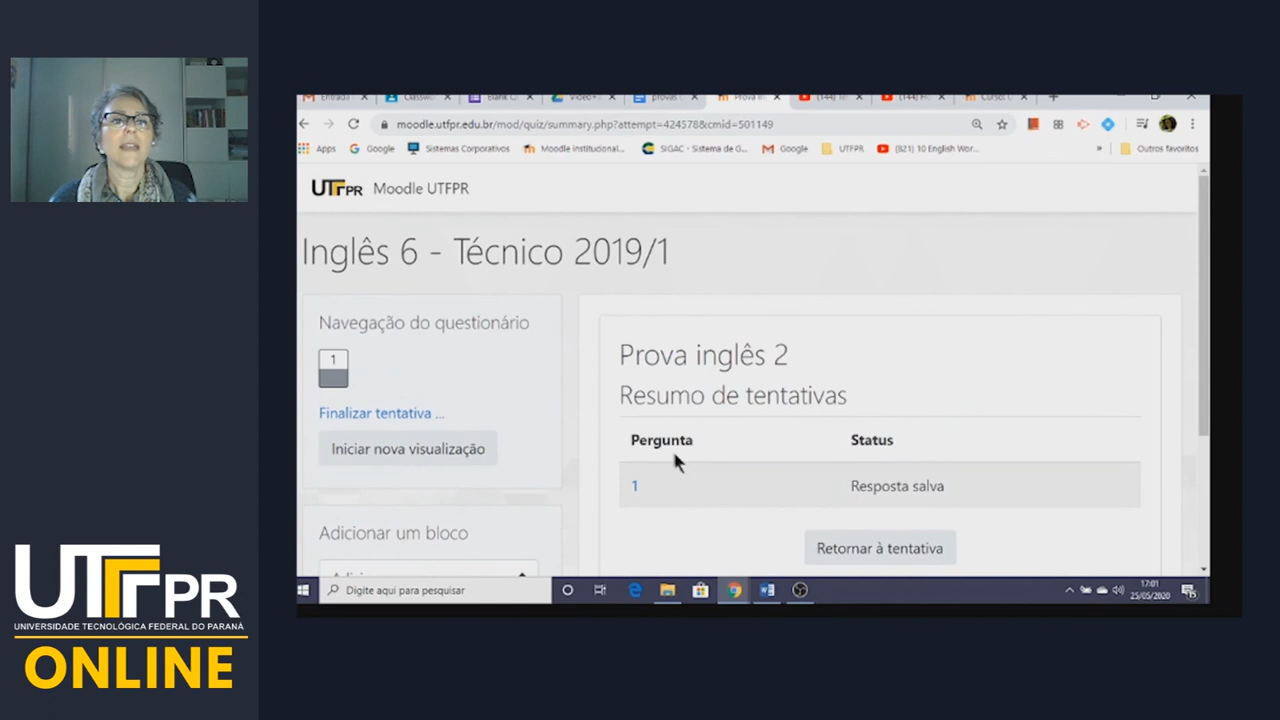 moodle.utfpr.edu.br/mod/quiz/summary.php?attempt=424578&cmid=501149
Apps Google Sistemas Corporativos Moodle institucional... SIGAC - Sistema de G... Google UTFPR (821) 10 English Wor... » Outros favoritos
UTFPR Moodle UTFPR
Inglês 6 - Técnico 2019/1
Navegação do questionário
1
Finalizar tentativa ...
Iniciar nova visualização
Adicionar um bloco
Prova inglês 2
Resumo de tentativas
Pergunta Status
1 Resposta salva
Retornar à tentativa
Digite aqui para pesquisar
17:01
25/05/2020
UTFPR
UNIVERSIDADE TECNOLÓGICA FEDERAL DO PARANÁ
ONLINE